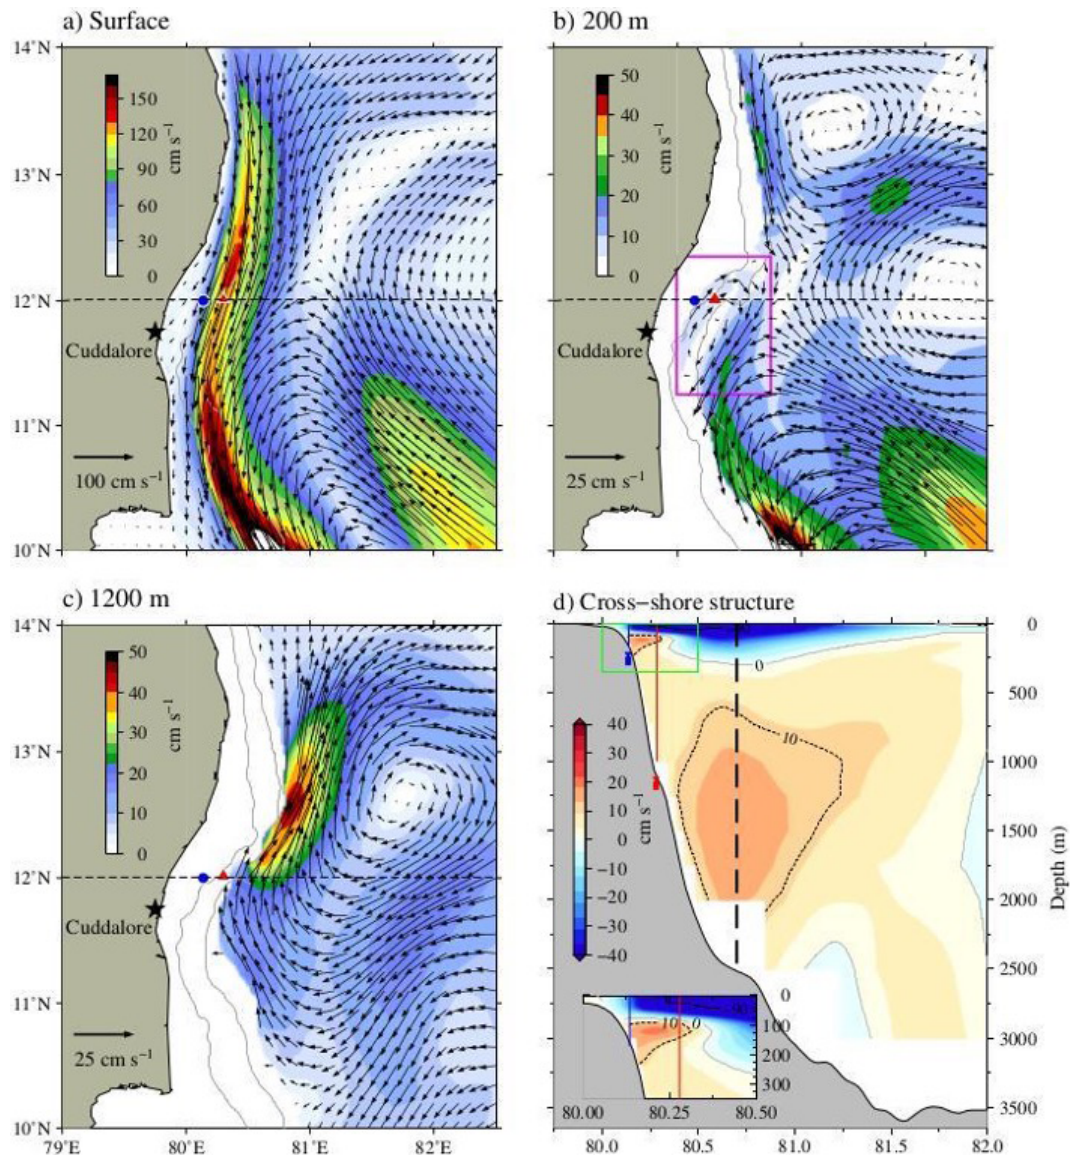 a) Surface
b) 200 m
14°N
13°N
12°N
11°N
10°N
150
120
90
60
30
0
cm s⁻¹
Cuddalore
100 cm s⁻¹
50
40
30
20
10
0
cm s⁻¹
Cuddalore
25 cm s⁻¹
c) 1200 m
d) Cross−shore structure
14°N
13°N
12°N
11°N
10°N
50
40
30
20
10
0
cm s⁻¹
Cuddalore
25 cm s⁻¹
79°E
80°E
81°E
82°E
0
10
40
30
20
10
0
−10
−20
−30
−40
cm s⁻¹
0
500
1000
1500
2000
2500
3000
3500
Depth (m)
10
0
0
100
200
300
80.00
80.25
80.50
80.0
80.5
81.0
81.5
82.0